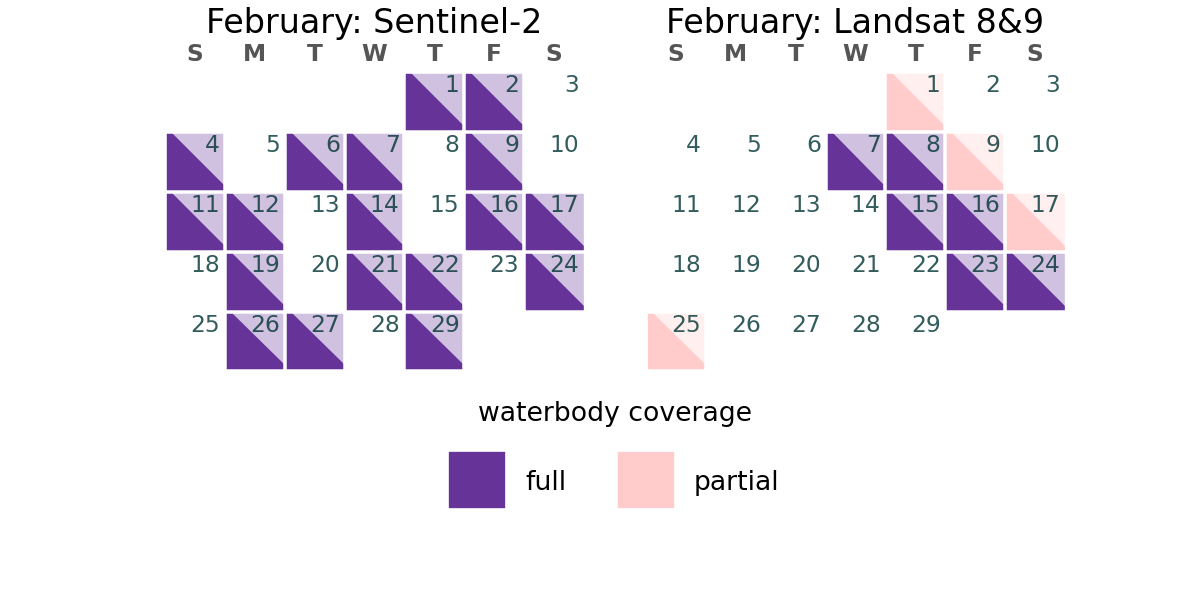 February: Sentinel-2
S M T W T F S
1 2 3
4 5 6 7 8 9 10
11 12 13 14 15 16 17
18 19 20 21 22 23 24
25 26 27 28 29
February: Landsat 8&9
S M T W T F S
1 2 3
4 5 6 7 8 9 10
11 12 13 14 15 16 17
18 19 20 21 22 23 24
25 26 27 28 29
waterbody coverage
full partial